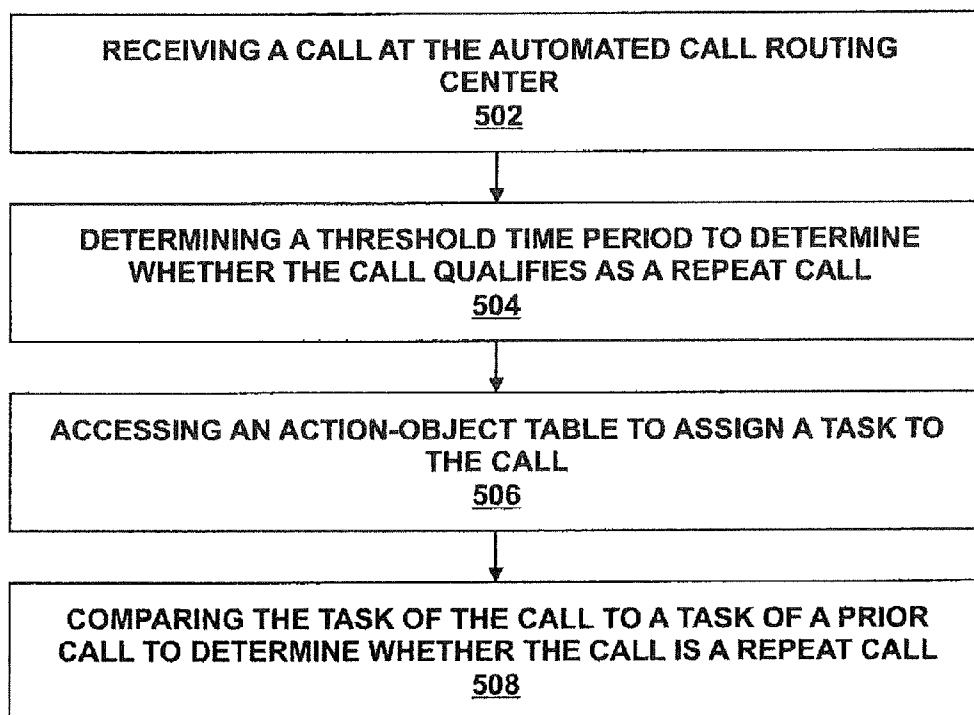 RECEIVING A CALL AT THE AUTOMATED CALL ROUTING
CENTER
502
DETERMINING A THRESHOLD TIME PERIOD TO DETERMINE
WHETHER THE CALL QUALIFIES AS A REPEAT CALL
504
ACCESSING AN ACTION-OBJECT TABLE TO ASSIGN A TASK TO
THE CALL
506
COMPARING THE TASK OF THE CALL TO A TASK OF A PRIOR
CALL TO DETERMINE WHETHER THE CALL IS A REPEAT CALL
508